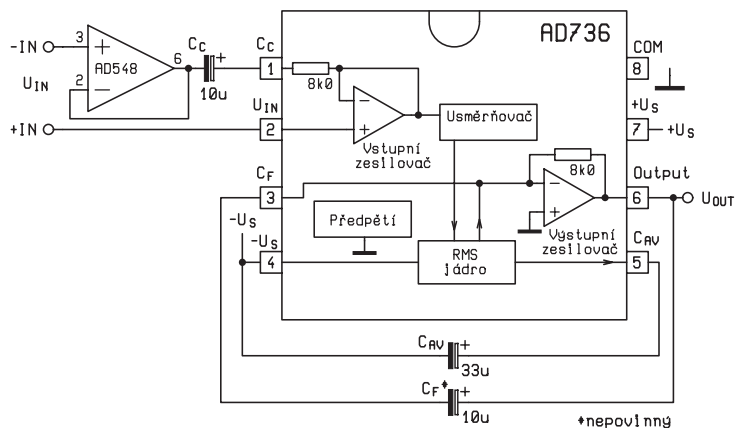 AD736
-IN
3
+
AD548
6
CC
+
10u
UIN
2
−
+IN
CC
1
8k0
UIN
2
−
+
Vstupní
zesilovač
Usměrňovač
COM
8
+US
7
+US
CF
3
Předpětí
-US
-US
4
RMS
jádro
8k0
−
+
Výstupní
zesilovač
Output
6
UOUT
CAV
5
CAV
+
33u
CF*
+
10u
*nepovinný